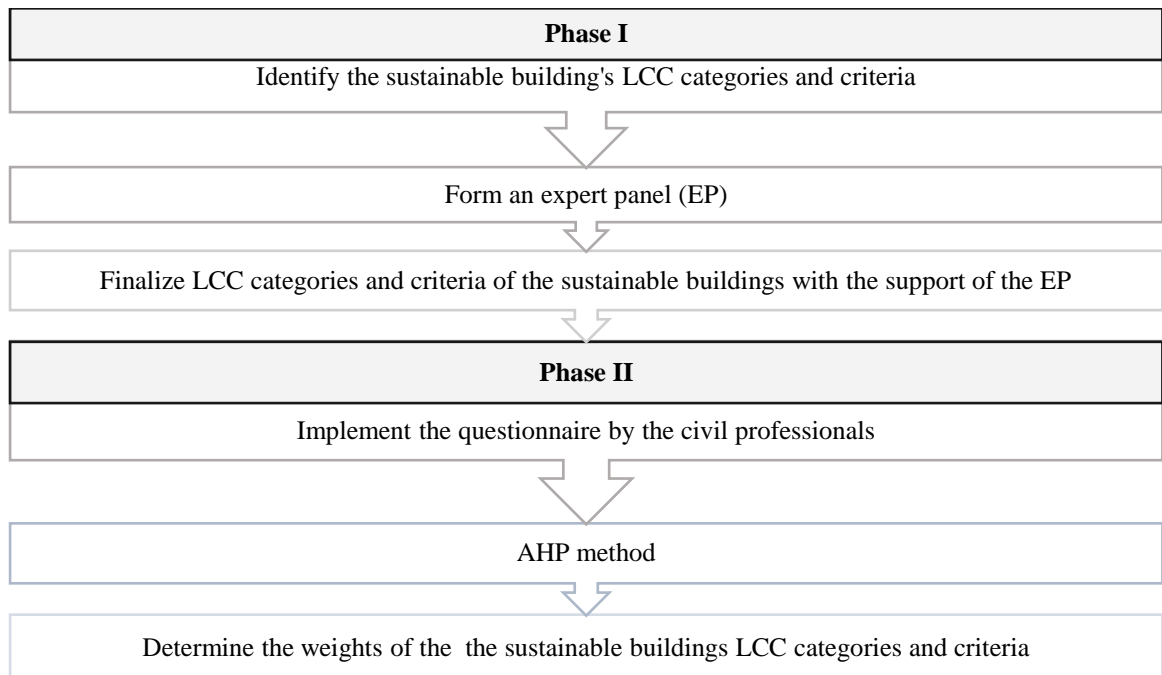 Phase I
Identify the sustainable building's LCC categories and criteria
Form an expert panel (EP)
Finalize LCC categories and criteria of the sustainable buildings with the support of the EP
Phase II
Implement the questionnaire by the civil professionals
AHP method
Determine the weights of the  the sustainable buildings LCC categories and criteria